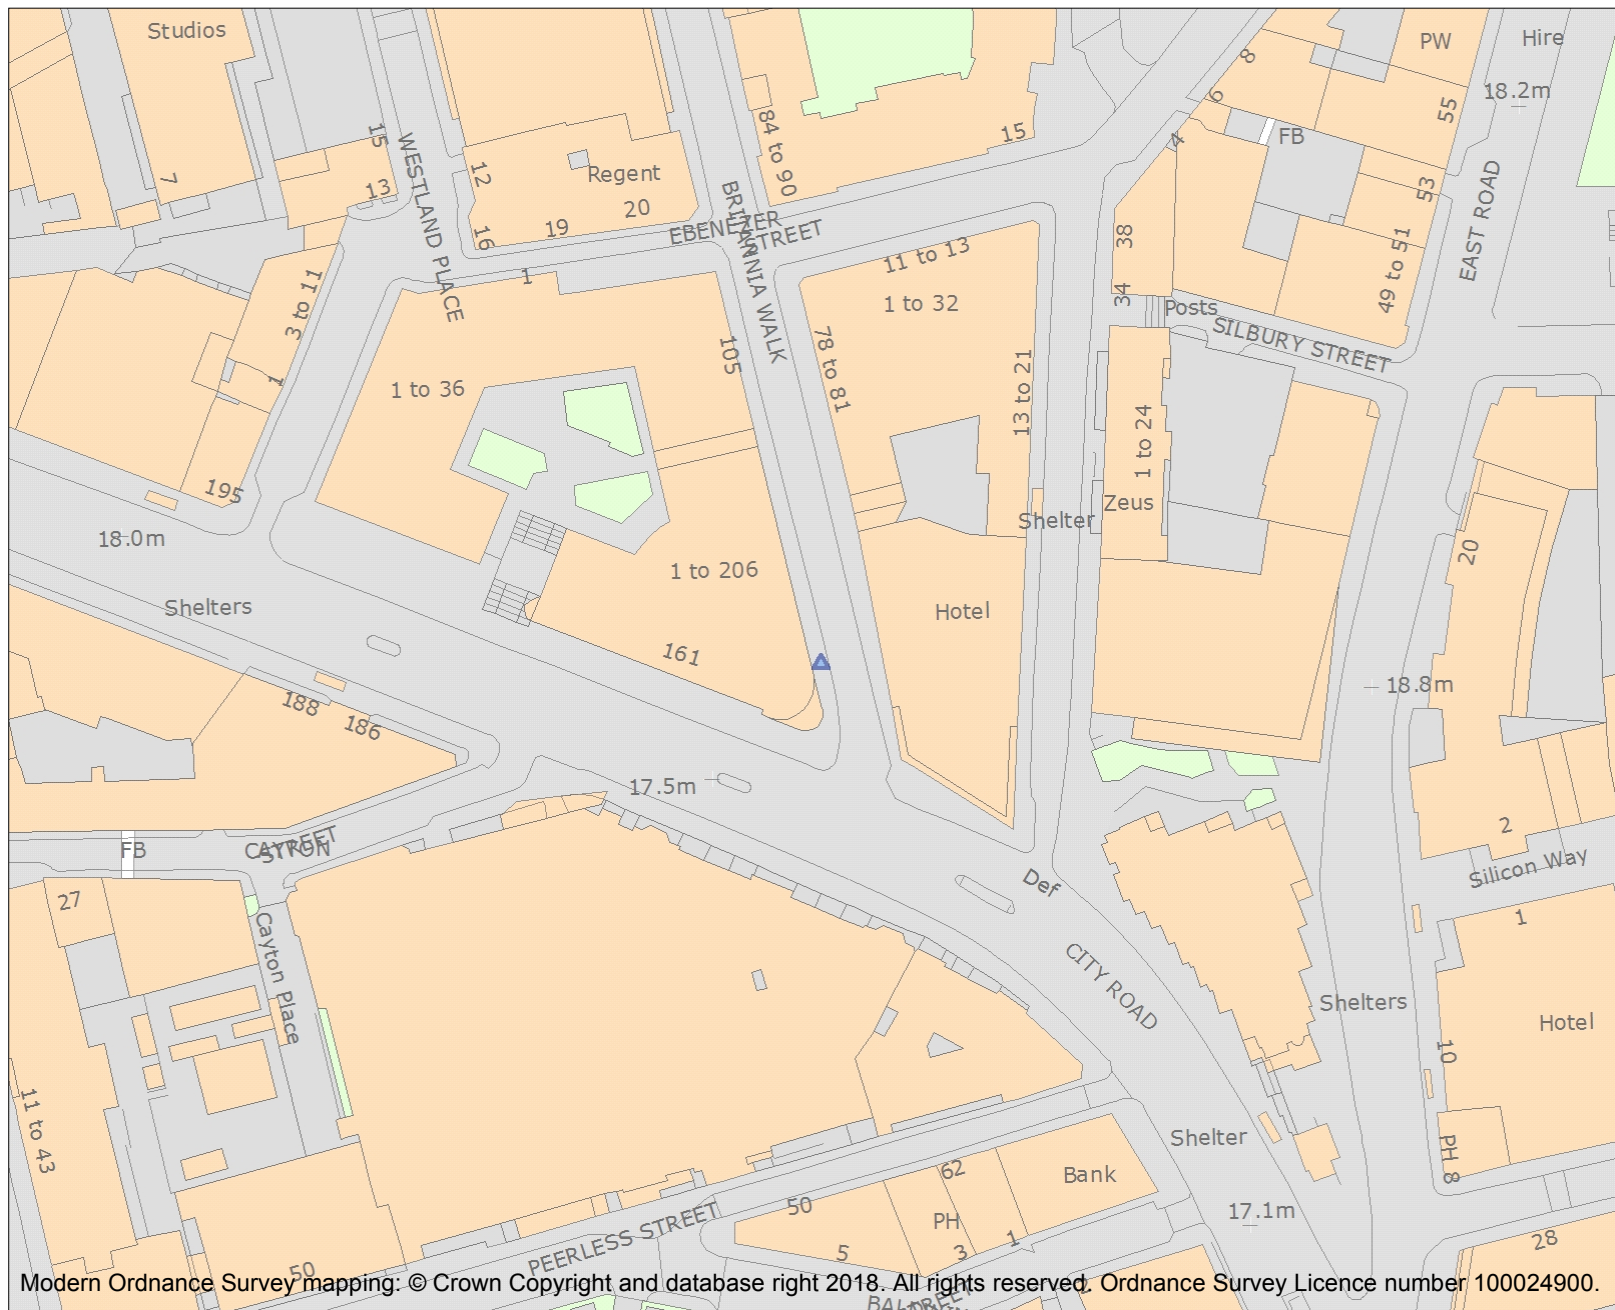 Studios
PW
Hire
8
18.2m
6
55
84 to 90
15
15
4
FB
WESTLAND PLACE
12
Regent
7
13
53
EAST ROAD
BRITANNIA WALK
20
19
16
EBENEZER
STREET
38
11 to 13
49 to 51
1
3 to 11
1 to 32
34
Posts
SILBURY STREET
105
78 to 81
1
1 to 36
13 to 21
1 to 24
195
Zeus
Shelter
18.0m
20
1 to 206
Shelters
Hotel
161
18.8m
188
186
17.5m
2
FB
CAYTON
STREET
Silicon Way
Def
27
1
Cayton Place
CITY ROAD
Shelters
Hotel
10
11 to 43
Shelter
PH
8
62
Bank
50
17.1m
PH
PEERLESS STREET
5
3
1
28
50
Modern Ordnance Survey mapping: © Crown Copyright and database right 2018. All rights reserved. Ordnance Survey Licence number 100024900.